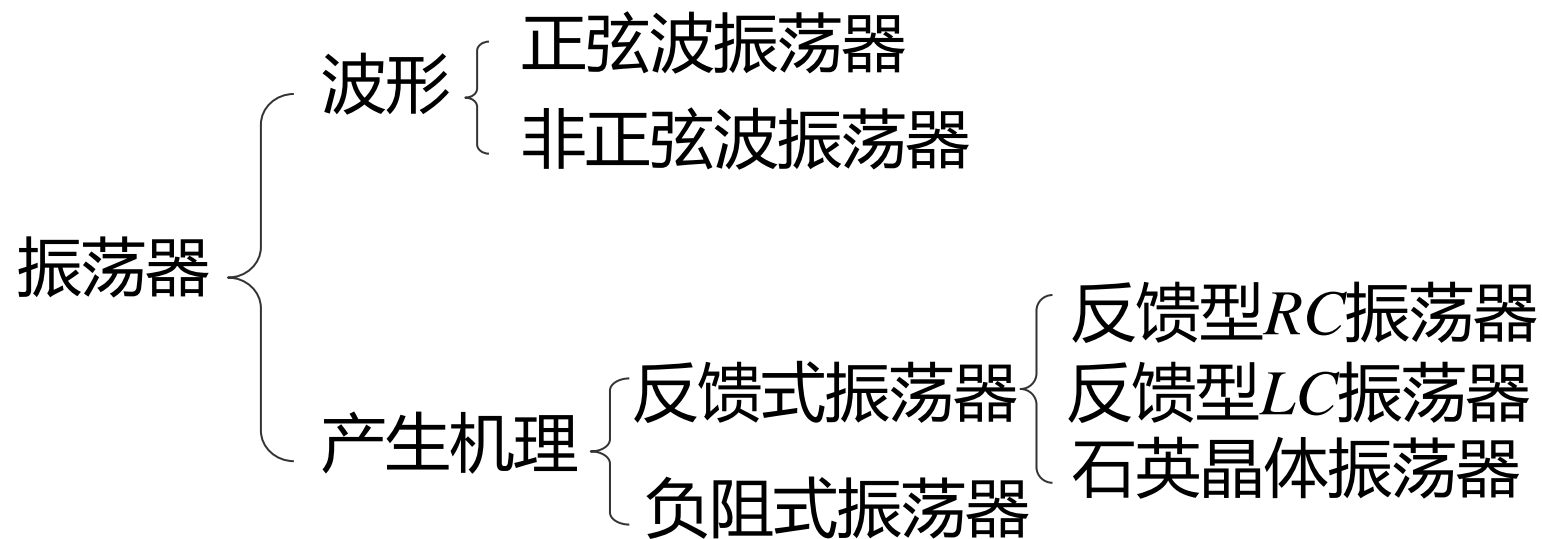 振荡器
波形
正弦波振荡器
非正弦波振荡器
产生机理
反馈式振荡器
反馈型RC振荡器
反馈型LC振荡器
石英晶体振荡器
负阻式振荡器